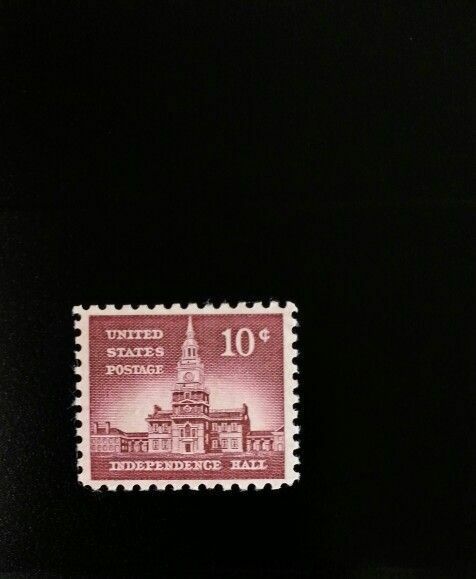 UNITED
STATES
POSTAGE
10¢
INDEPENDENCE HALL